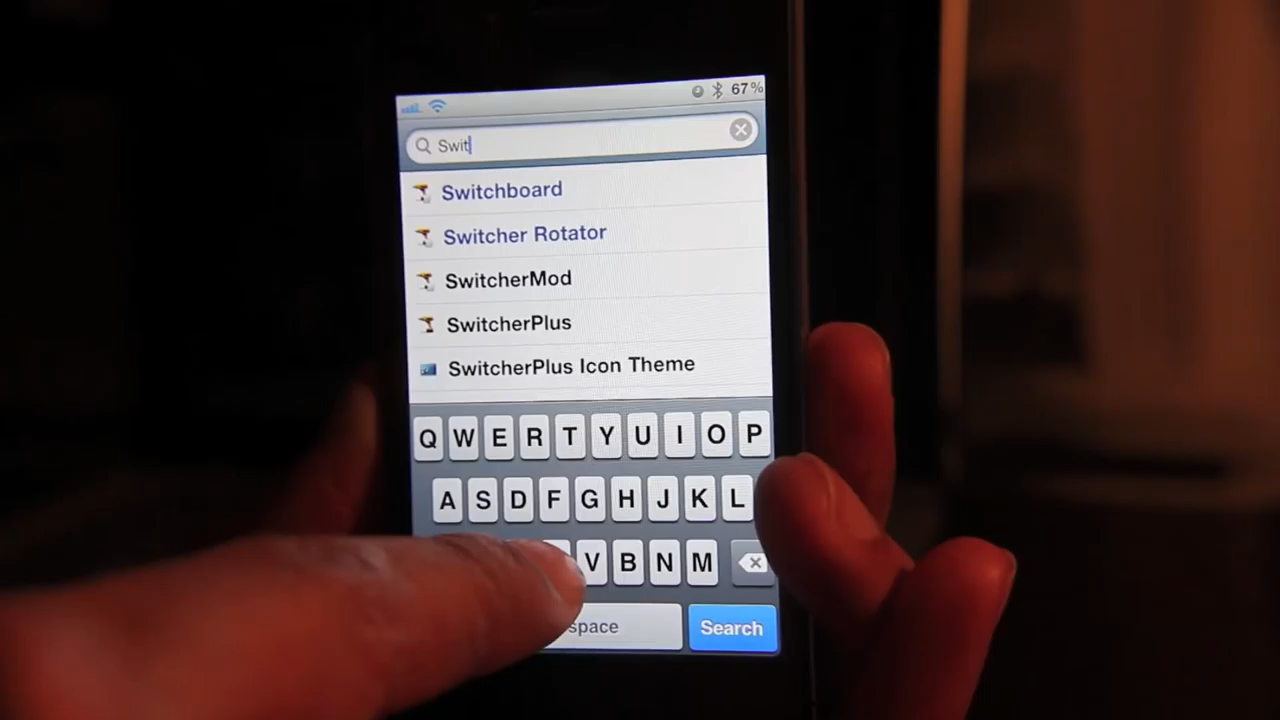 67%
Swit
Switchboard
Switcher Rotator
SwitcherMod
SwitcherPlus
SwitcherPlus Icon Theme
Q W E R T Y U I O P
A S D F G H J K L
V B N M
space Search